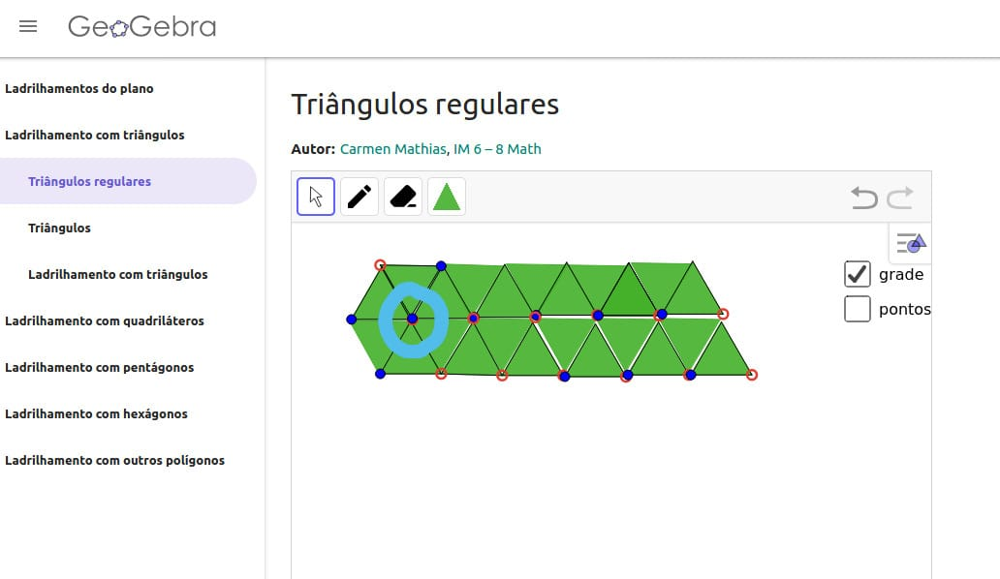 GeoGebra
Ladrilhamentos do plano
Ladrilhamento com triângulos
Triângulos regulares
Triângulos
Ladrilhamento com triângulos
Ladrilhamento com quadriláteros
Ladrilhamento com pentágonos
Ladrilhamento com hexágonos
Ladrilhamento com outros polígonos
Triângulos regulares
Autor: Carmen Mathias, IM 6 – 8 Math
grade
pontos